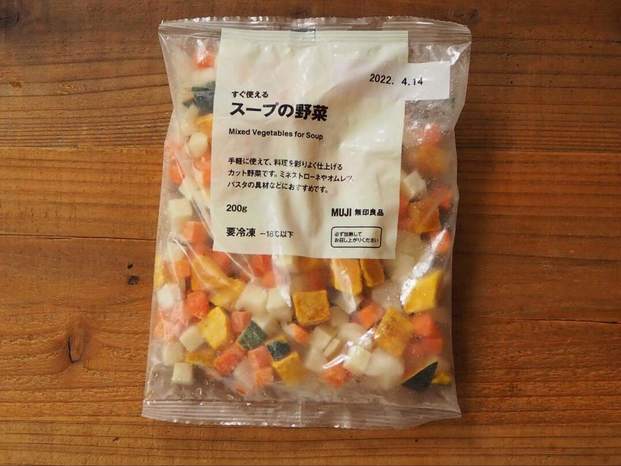 2022. 4.14
すぐ使える
スープの野菜
Mixed Vegetables for Soup
手軽に使えて、料理を彩りよく仕上げる
カット野菜です。ミネストローネやオムレツ、
パスタの具材などにおすすめです。
200g
MUJI 無印良品
要冷凍 −18℃以下
必ず加熱して
お召し上がりください